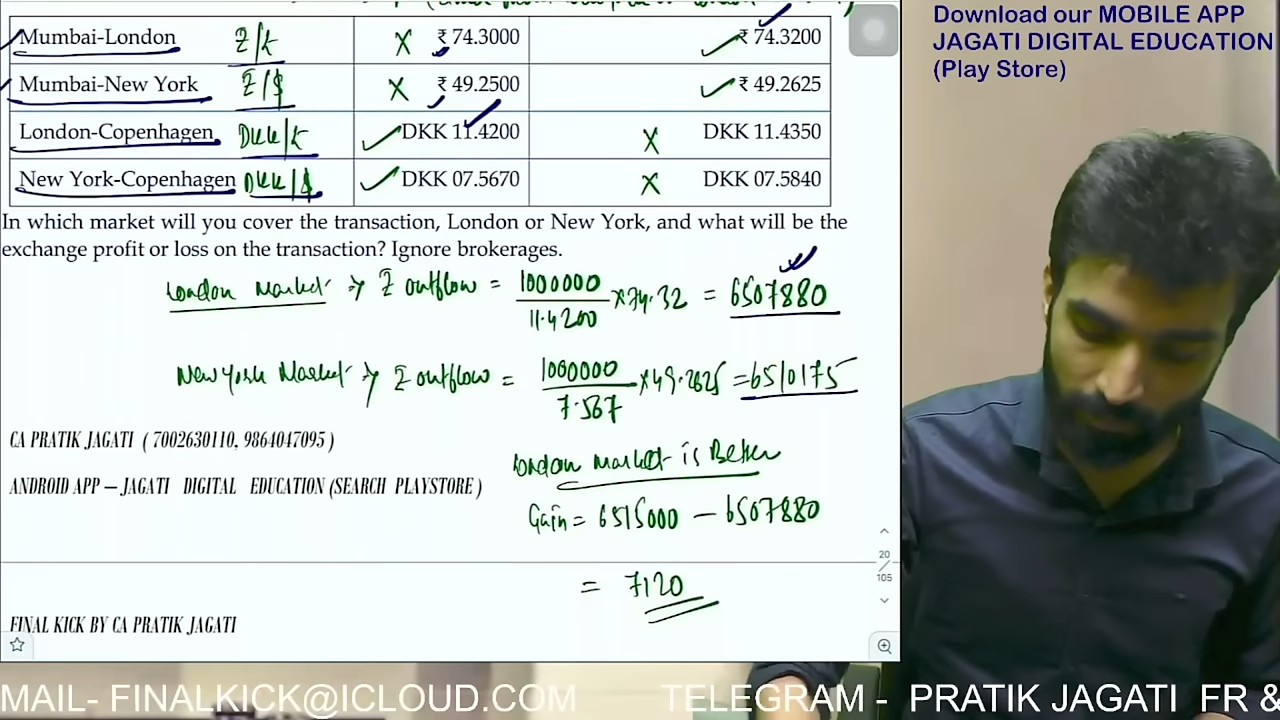 Download our MOBILE APP
JAGATI DIGITAL EDUCATION
(Play Store)
Mumbai-London Z/£ X ₹ 74.3000 ₹ 74.3200
Mumbai-New York Z/$ X ₹ 49.2500 ₹ 49.2625
London-Copenhagen DKK/£ DKK 11.4200 X DKK 11.4350
New York-Copenhagen DKK/$ DKK 07.5670 X DKK 07.5840
In which market will you cover the transaction, London or New York, and what will be the
exchange profit or loss on the transaction? Ignore brokerages.
London Market → Z outflow = 1000000 / 11.4200 × 74.32 = 6507880
New York Market → Z outflow = 1000000 / 7.567 × 49.2625 = 6510175
CA PRATIK JAGATI ( 7002630110, 9864047095 )
London market is Better
ANDROID APP – JAGATI DIGITAL EDUCATION (SEARCH PLAYSTORE )
Gain = 6515000 – 6507880
20
/
105
= 7120
FINAL KICK BY CA PRATIK JAGATI
MAIL- FINALKICK@ICLOUD.COM TELEGRAM - PRATIK JAGATI FR &